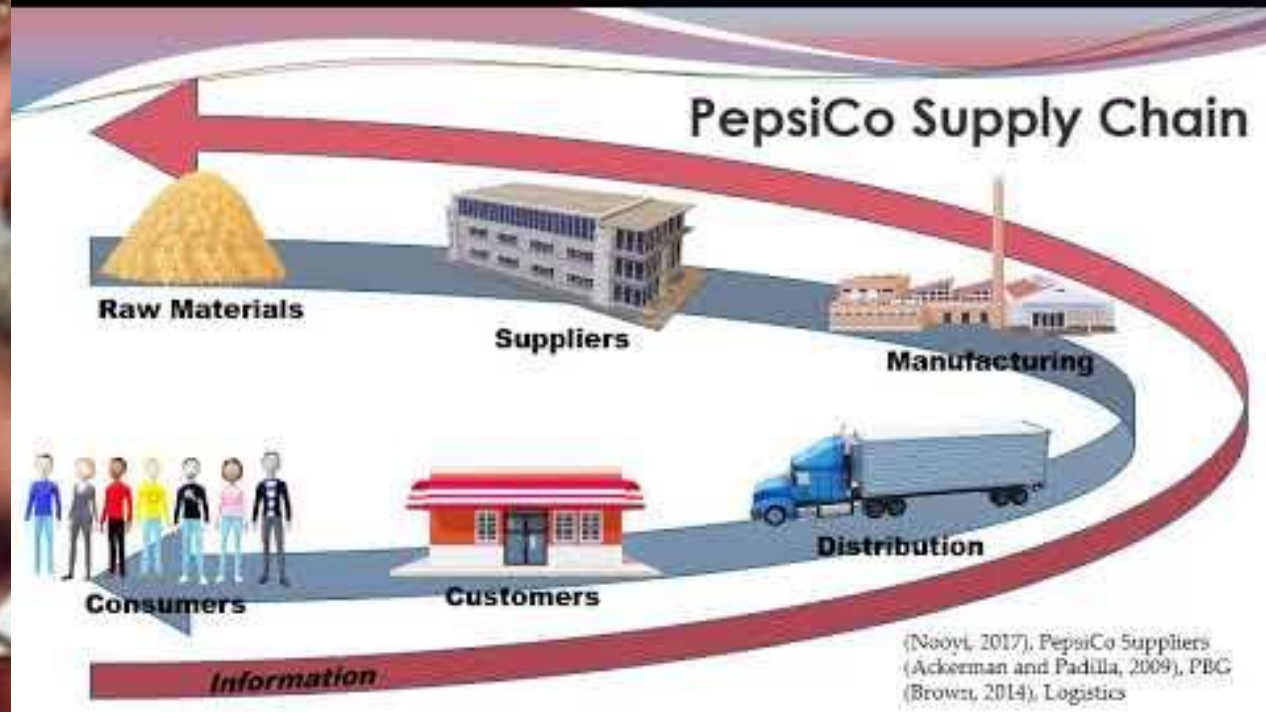 PepsiCo Supply Chain
Raw Materials
Suppliers
Manufacturing
Distribution
Customers
Consumers
Information
(Nooyi, 2017), PepsiCo Suppliers
(Ackerman and Padilla, 2009), PBG
(Brown, 2014), Logistics